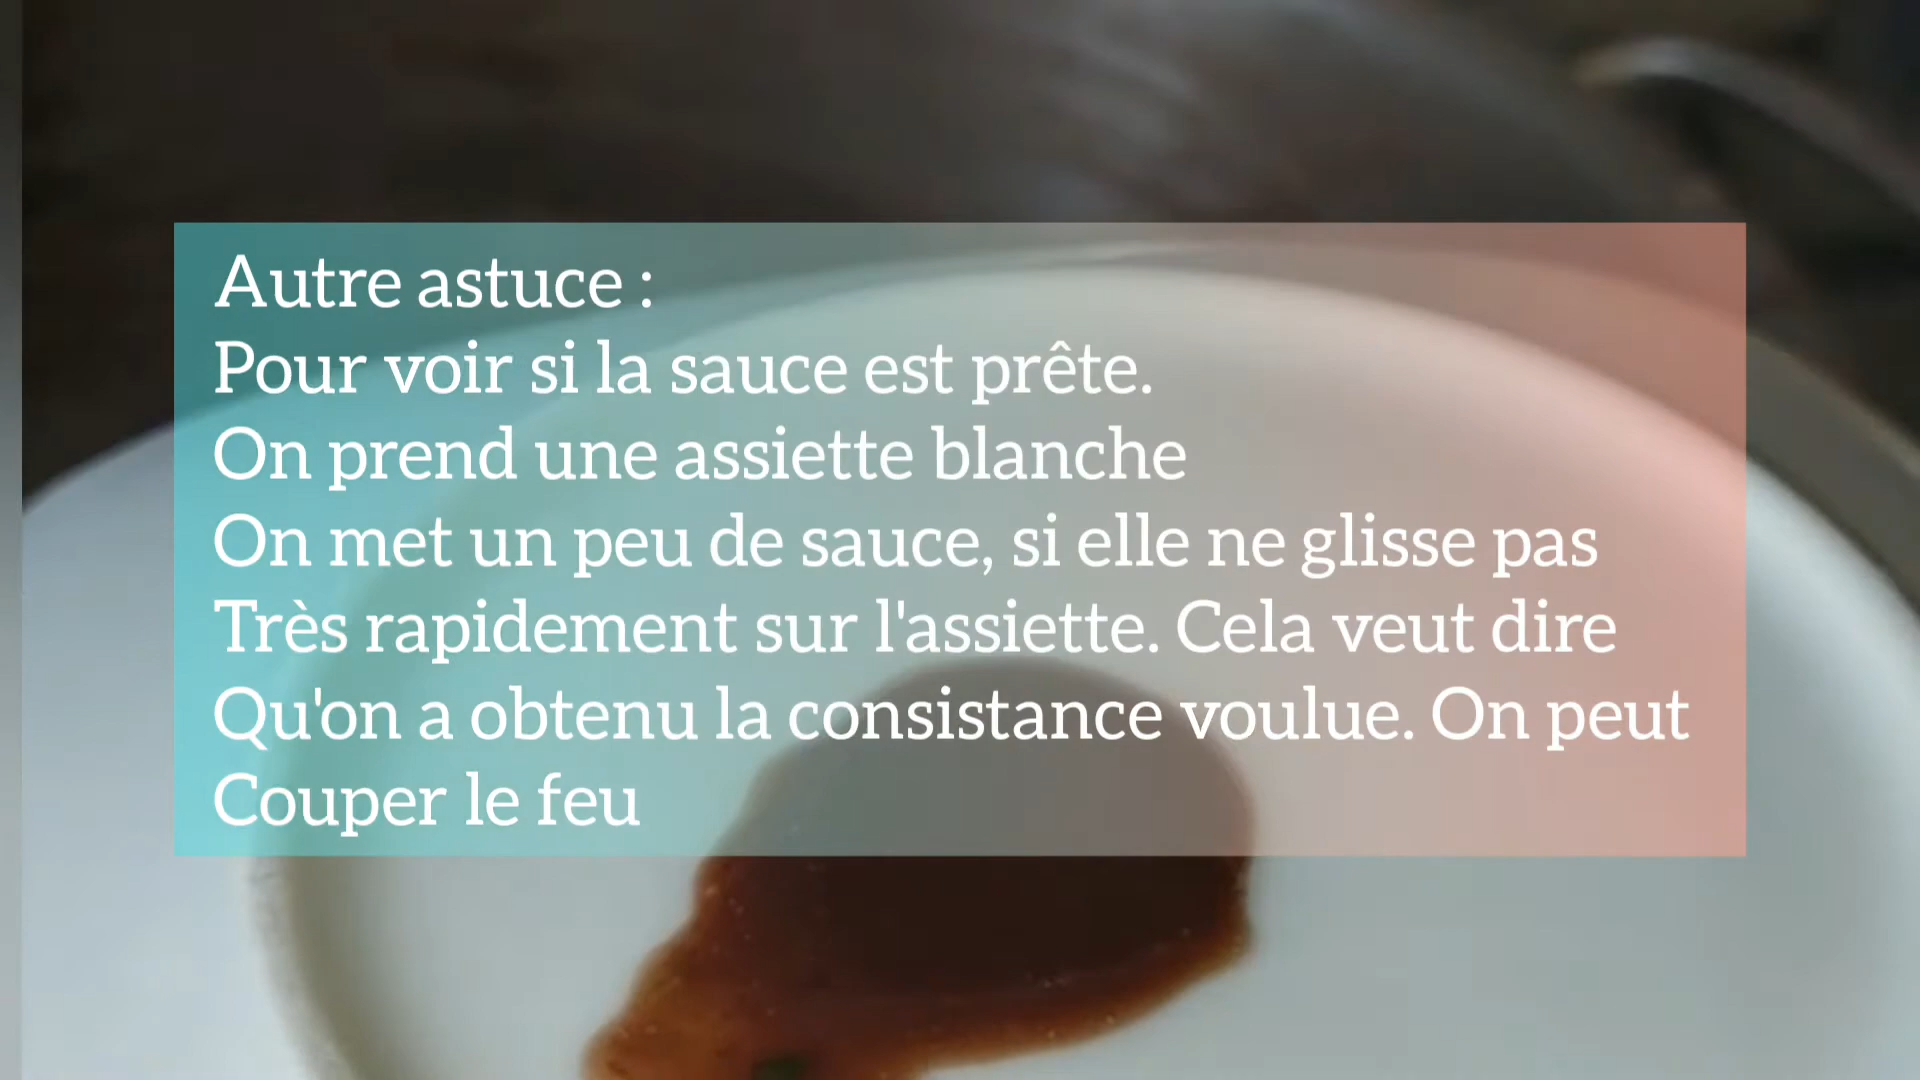 Autre astuce :
Pour voir si la sauce est prête.
On prend une assiette blanche
On met un peu de sauce, si elle ne glisse pas
Très rapidement sur l'assiette. Cela veut dire
Qu'on a obtenu la consistance voulue. On peut
Couper le feu